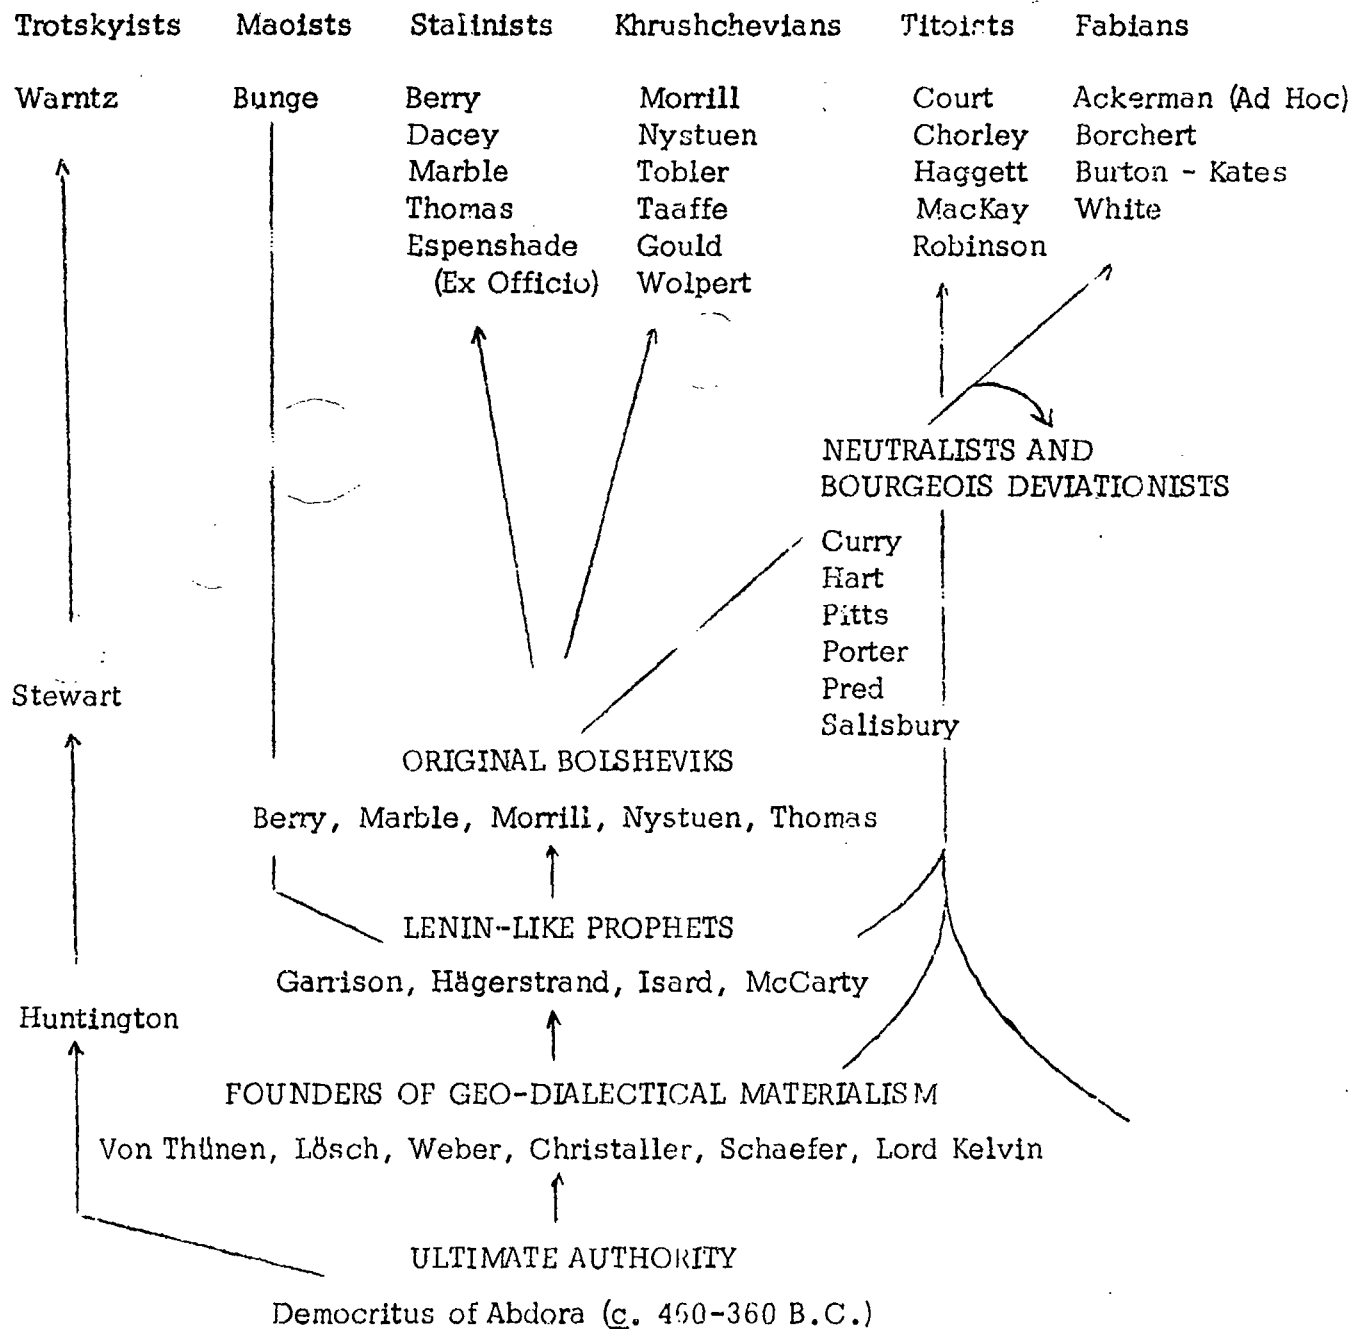 Trotskyists Maoists Stalinists Khrushchevians Titoists Fabians
Warntz Bunge Berry Morrill Court Ackerman (Ad Hoc)
Dacey Nystuen Chorley Borchert
Marble Tobler Haggett Burton - Kates
Thomas Taaffe MacKay White
Espenshade Gould Robinson
(Ex Officio) Wolpert
NEUTRALISTS AND
BOURGEOIS DEVIATIONISTS
Curry
Hart
Pitts
Porter
Pred
Salisbury
Stewart
ORIGINAL BOLSHEVIKS
Berry, Marble, Morrill, Nystuen, Thomas
LENIN-LIKE PROPHETS
Garrison, Hägerstrand, Isard, McCarty
Huntington
FOUNDERS OF GEO-DIALECTICAL MATERIALISM
Von Thünen, Lösch, Weber, Christaller, Schaefer, Lord Kelvin
ULTIMATE AUTHORITY
Democritus of Abdora (c. 460-360 B.C.)